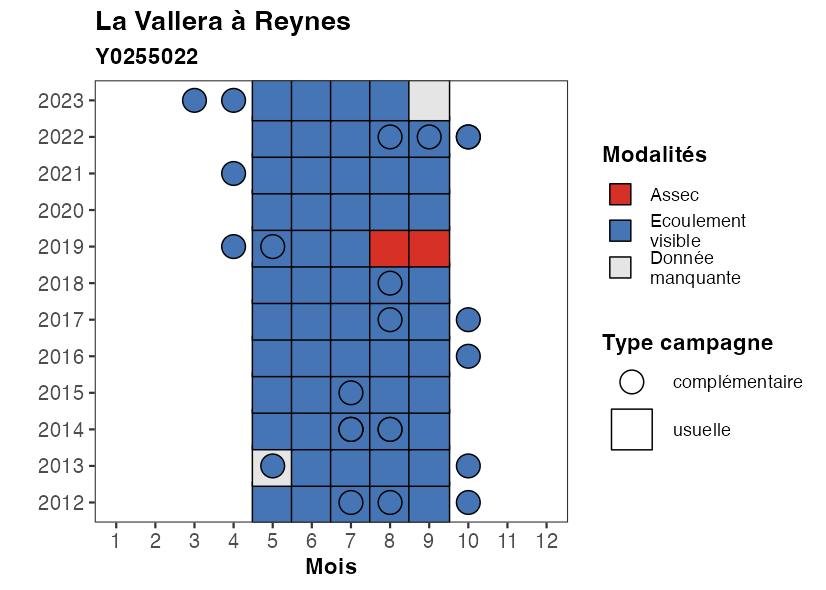 La Vallera à Reynes
Y0255022
2023
2022
2021
2020
2019
2018
2017
2016
2015
2014
2013
2012
1 2 3 4 5 6 7 8 9 10 11 12
Mois
Modalités
Assec
Ecoulement
visible
Donnée
manquante
Type campagne
complémentaire
usuelle